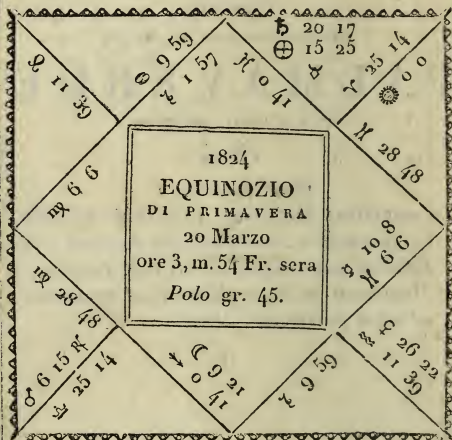 ♄ 20 17
⊕ 15 25
♉
♋ 9 59
♃ 1 57
♊ 0 41
♈ 25 14
☉ 0 0
♌ 11 39
♓ 28 48
1824
EQUINOZIO
DI PRIMAVERA
20 Marzo
ore 3, m. 54 Fr. sera
Polo gr. 45.
♍ 6 6
☿ 10 8
♓ 6 6
♍ 28 48
♀ 26 22
♒ 11 39
♂ 6 15 ℞
♎ 25 14
☽ 9 21
♐ 0 41
♑ 9 59